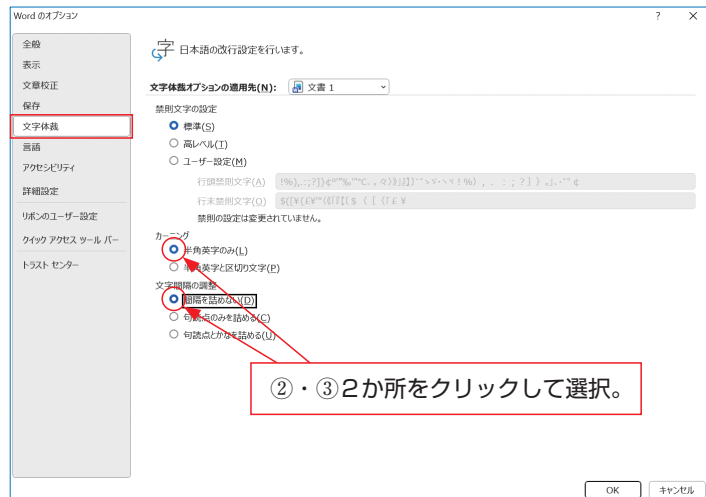 Word のオプション ? ×
全般
表示
文章校正
保存
文字体裁
言語
アクセシビリティ
詳細設定
リボンのユーザー設定
クイック アクセス ツール バー
トラスト センター
字 日本語の改行設定を行います。
文字体裁オプションの適用先(N): 文書 1
禁則文字の設定
標準(S)
高レベル(T)
ユーザー設定(M)
行頭禁則文字(A)
行末禁則文字(O)
禁則の設定は変更されていません。
カーニング
半角英字のみ(L)
半角英字と区切り文字(P)
文字間隔の調整
間隔を詰めない(D)
句読点のみを詰める(C)
句読点とかなを詰める(U)
②・③2か所をクリックして選択。
OK キャンセル